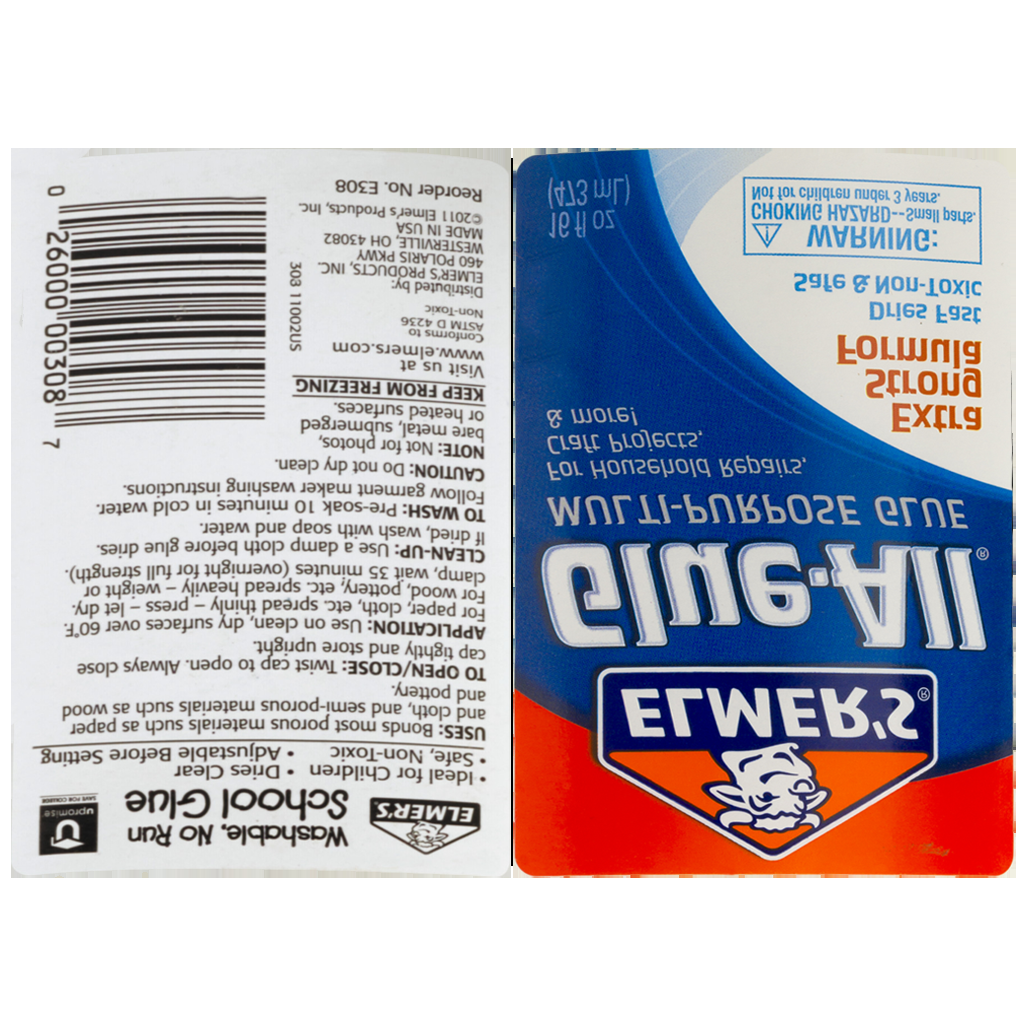 ELMER'S
Washable, No Run
School Glue
upromise
SAVE FOR COLLEGE
• Ideal for Children • Dries Clear
• Safe, Non-Toxic • Adjustable Before Setting
USES: Bonds most porous materials such as paper
and cloth, and semi-porous materials such as wood
and pottery.
TO OPEN/CLOSE: Twist cap to open. Always close
cap tightly and store upright.
APPLICATION: Use on clean, dry surfaces over 60°F.
For paper, cloth, etc. spread thinly – press – let dry.
For wood, pottery, etc. spread heavily – weight or
clamp, wait 35 minutes (overnight for full strength).
CLEAN-UP: Use a damp cloth before glue dries.
If dried, wash with soap and water.
TO WASH: Pre-soak 10 minutes in cold water.
Follow garment maker washing instructions.
CAUTION: Do not dry clean.
NOTE: Not for photos,
bare metal, submerged
or heated surfaces.
KEEP FROM FREEZING
Visit us at
www.elmers.com
Conforms to
ASTM D 4236
Non-Toxic
Distributed by:
ELMER'S PRODUCTS, INC.
460 POLARIS PKWY
WESTERVILLE, OH 43082
MADE IN USA
©2011 Elmer's Products, Inc.
Reorder No. E308
308 11002US
0 26000 00308 7
ELMER'S®
Glue-All®
MULTI-PURPOSE GLUE
For Household Repairs,
Craft Projects,
& more!
Extra
Strong
Formula
Dries Fast
Safe & Non-Toxic
WARNING:
CHOKING HAZARD--Small parts.
Not for children under 3 years.
16 fl oz
(473 mL)